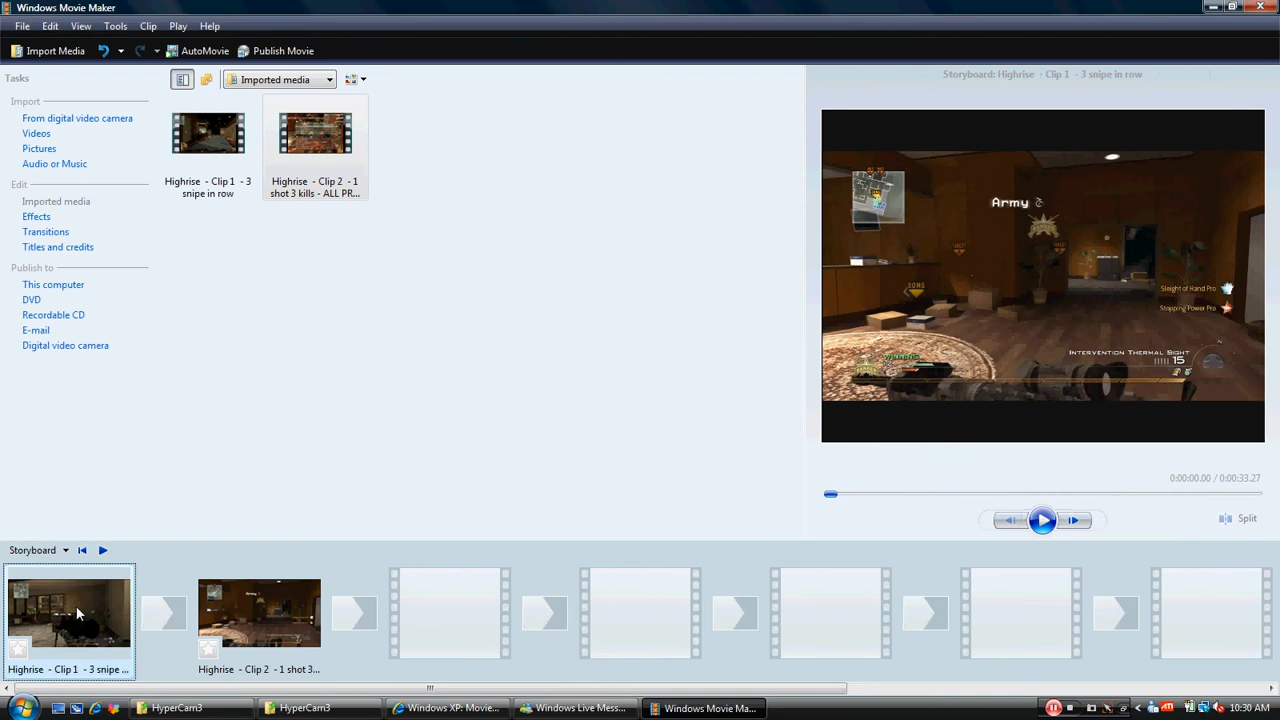 Windows Movie Maker
File Edit View Tools Clip Play Help
Import Media AutoMovie Publish Movie
Tasks
Imported media
Storyboard: Highrise - Clip 1 - 3 snipe in row
Import
From digital video camera
Videos
Pictures
Audio or Music
Edit
Imported media
Effects
Transitions
Titles and credits
Publish to
This computer
DVD
Recordable CD
E-mail
Digital video camera
Highrise - Clip 1 - 3
snipe in row
Highrise - Clip 2 - 1
shot 3 kills - ALL PR...
Army
BOMB
Sleight of Hand Pro
Stopping Power Pro
INTERVENTION THERMAL SIGHT
15
WINNING
0:00:00.00 / 0:00:33.27
Split
Storyboard
Highrise - Clip 1 - 3 snipe ...
Highrise - Clip 2 - 1 shot 3...
HyperCam3
HyperCam3
Windows XP: Movie...
Windows Live Mess...
Windows Movie Ma...
10:30 AM